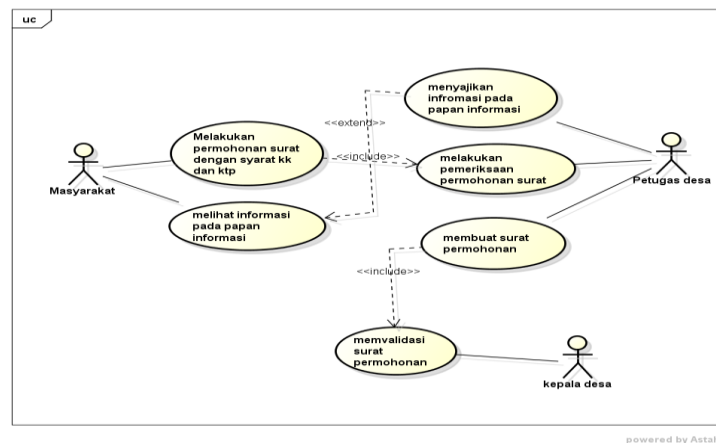 uc
menyajikan
infromasi pada
papan informasi
<<extend>>
Melakukan
permohonan surat
dengan syarat kk
dan ktp
<<include>>
melakukan
pemeriksaan
permohonan surat
Masyarakat
Petugas desa
melihat informasi
pada papan
informasi
membuat surat
permohonan
<<include>>
memvalidasi
surat
permohonan
kepala desa
powered by Astah